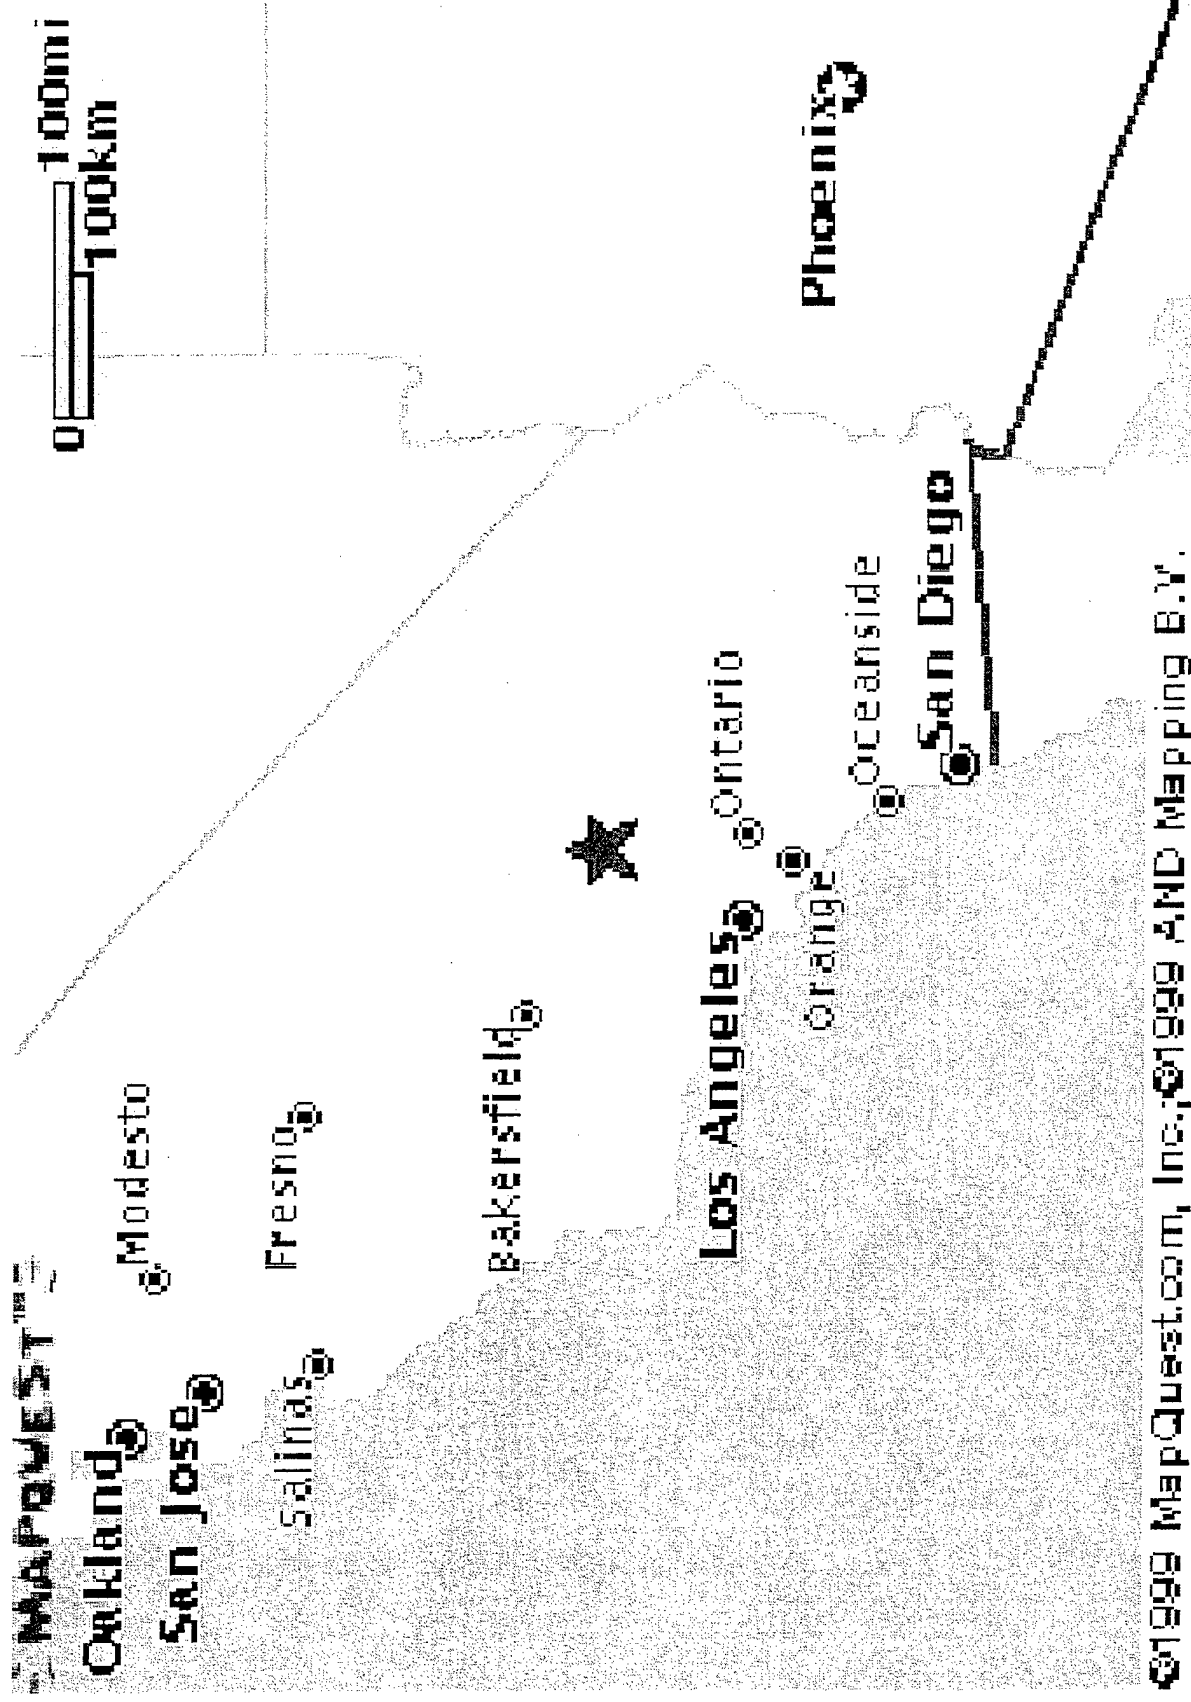 MAPQUEST
100mi
0
100km
Oakland
Modesto
San Jose
Fresno
Salinas
Bakersfield
Los Angeles
Ontario
Orange
Phoenix
Oceanside
San Diego
©1999 MapQuest.com, Inc.;©1999 AND Mapping B.V.